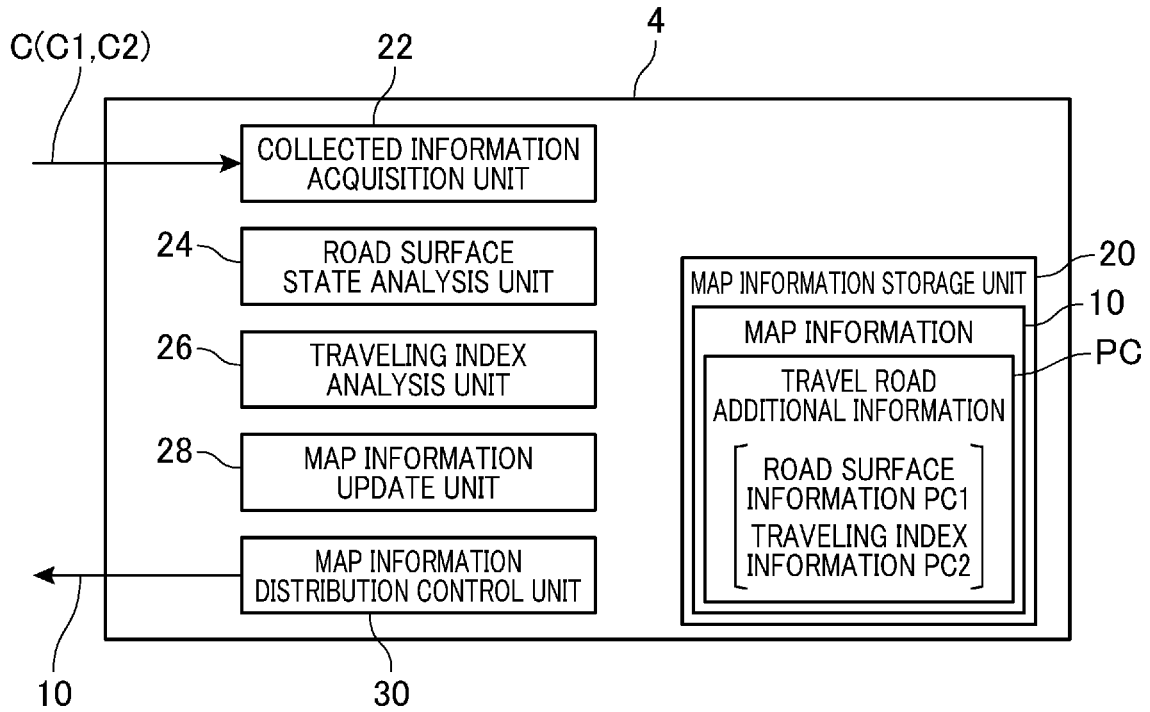 C(C1,C2)
22
4
COLLECTED INFORMATION
ACQUISITION UNIT
24
ROAD SURFACE
STATE ANALYSIS UNIT
26
TRAVELING INDEX
ANALYSIS UNIT
28
MAP INFORMATION
UPDATE UNIT
MAP INFORMATION
DISTRIBUTION CONTROL UNIT
10
30
20
MAP INFORMATION STORAGE UNIT
10
MAP INFORMATION
PC
TRAVEL ROAD
ADDITIONAL INFORMATION
ROAD SURFACE
INFORMATION PC1
TRAVELING INDEX
INFORMATION PC2